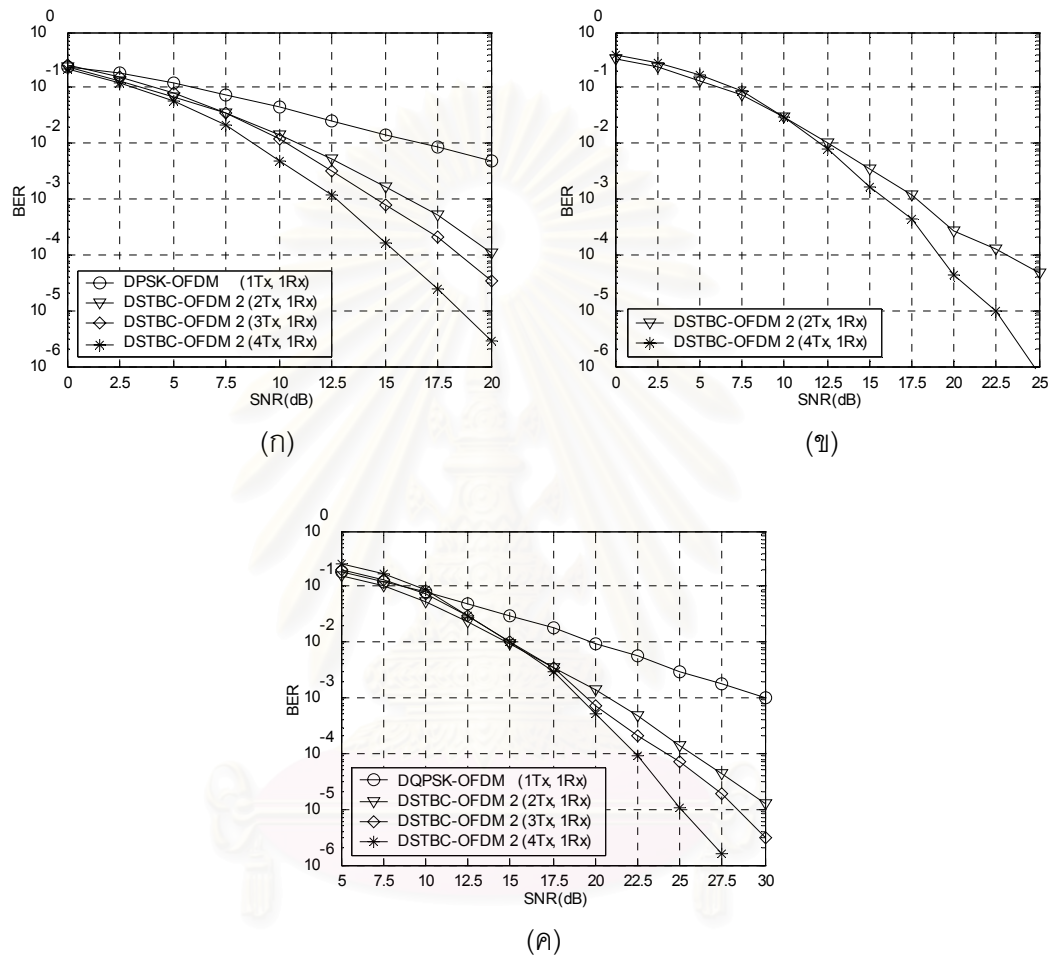 10 0
10 -1
10 -2
10 -3
10 -4
10 -5
10 -6
BER
0 2.5 5 7.5 10 12.5 15 17.5 20
SNR(dB)
DPSK-OFDM (1Tx, 1Rx)
DSTBC-OFDM 2 (2Tx, 1Rx)
DSTBC-OFDM 2 (3Tx, 1Rx)
DSTBC-OFDM 2 (4Tx, 1Rx)
(ก)
10 0
10 -1
10 -2
10 -3
10 -4
10 -5
10 -6
BER
0 2.5 5 7.5 10 12.5 15 17.5 20 22.5 25
SNR(dB)
DSTBC-OFDM 2 (2Tx, 1Rx)
DSTBC-OFDM 2 (4Tx, 1Rx)
(ข)
10 0
10 -1
10 -2
10 -3
10 -4
10 -5
10 -6
BER
5 7.5 10 12.5 15 17.5 20 22.5 25 27.5 30
SNR(dB)
DQPSK-OFDM (1Tx, 1Rx)
DSTBC-OFDM 2 (2Tx, 1Rx)
DSTBC-OFDM 2 (3Tx, 1Rx)
DSTBC-OFDM 2 (4Tx, 1Rx)
(ค)